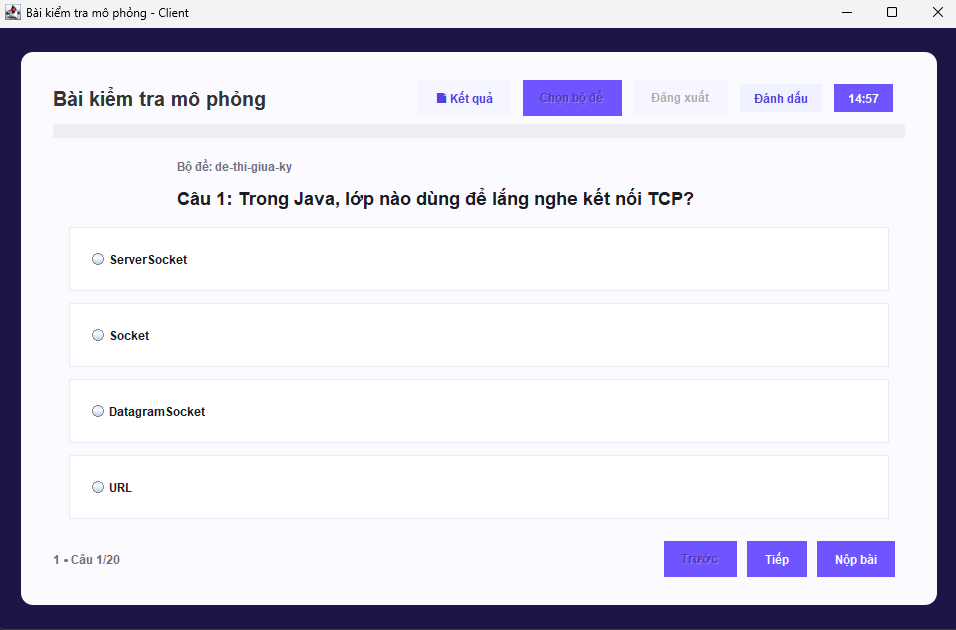 Bài kiểm tra mô phỏng - Client
Bài kiểm tra mô phỏng
Kết quả
Chọn bộ đề
Đăng xuất
Đánh dấu
14:57
Bộ đề: de-thi-giua-ky
Câu 1: Trong Java, lớp nào dùng để lắng nghe kết nối TCP?
ServerSocket
Socket
DatagramSocket
URL
1 • Câu 1/20
Trước
Tiếp
Nộp bài